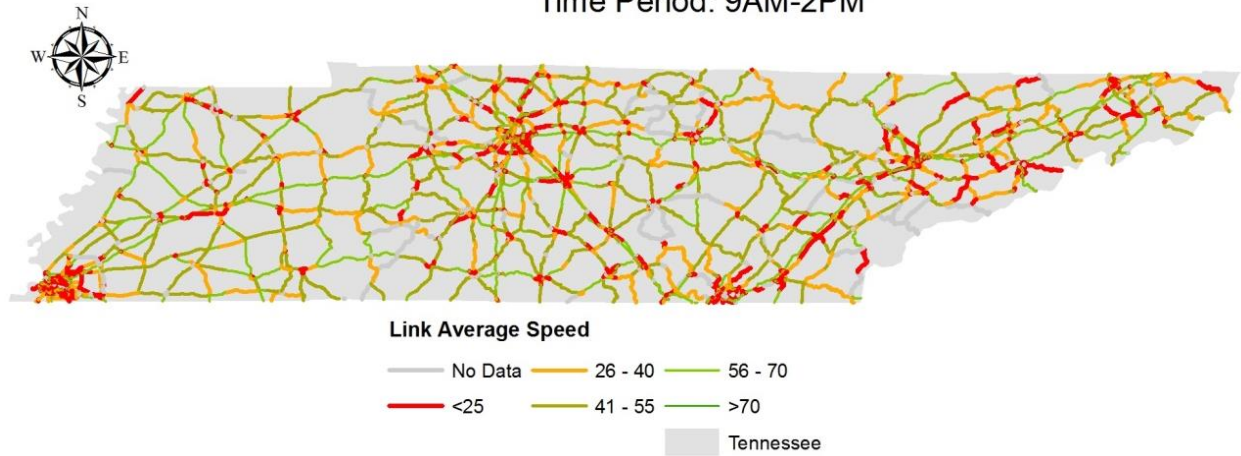 Time Period: 9AM-2PM
N
W E
S
Link Average Speed
No Data 26 - 40 56 - 70
<25 41 - 55 >70
Tennessee